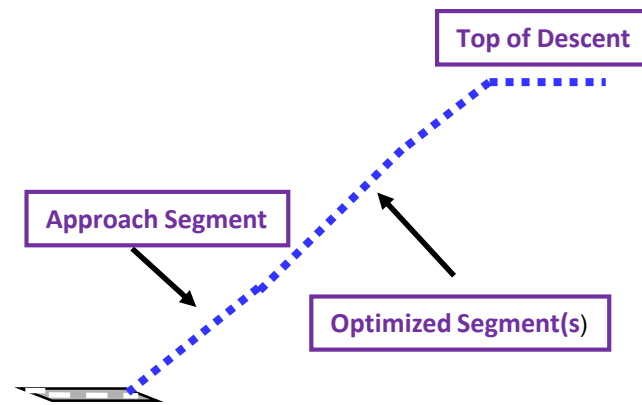 Top of Descent
Approach Segment
Optimized Segment(s)